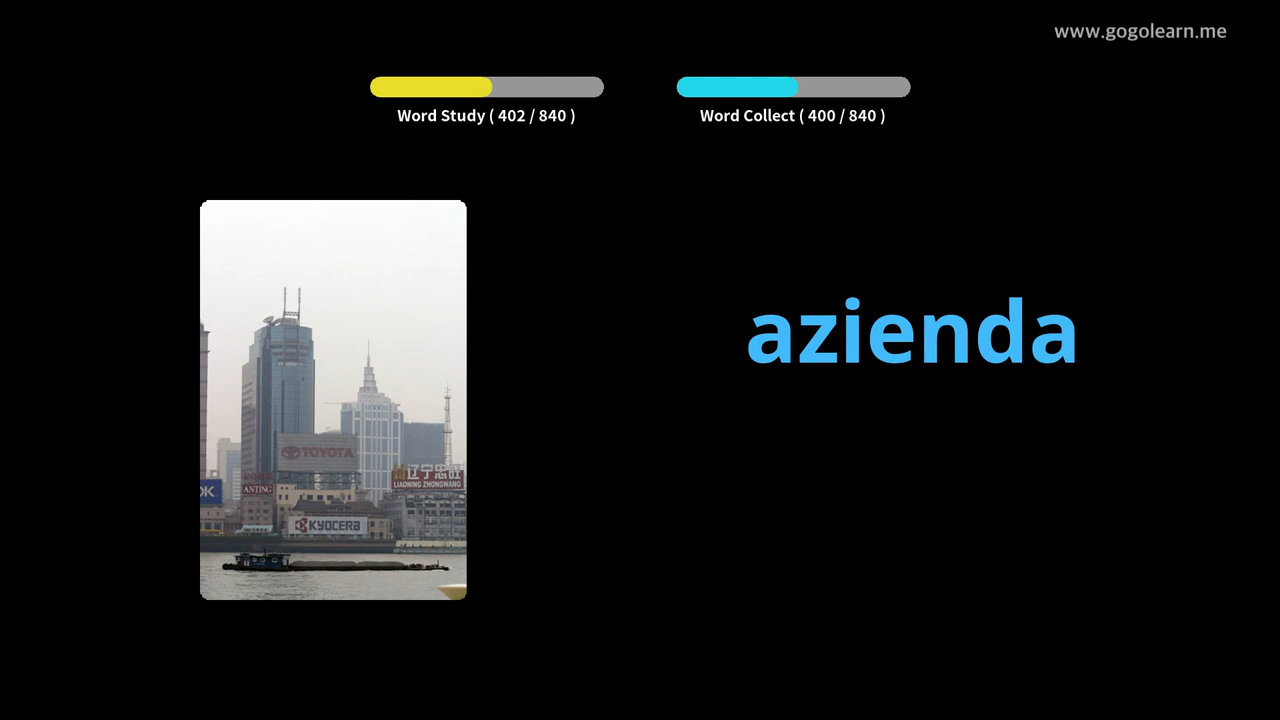 www.gogolearn.me
Word Study ( 402 / 840 )
Word Collect ( 400 / 840 )
azienda
TOYOTA
辽宁忠旺
LIAONING ZHONGWANG
OK
ANTING
KYOCERA